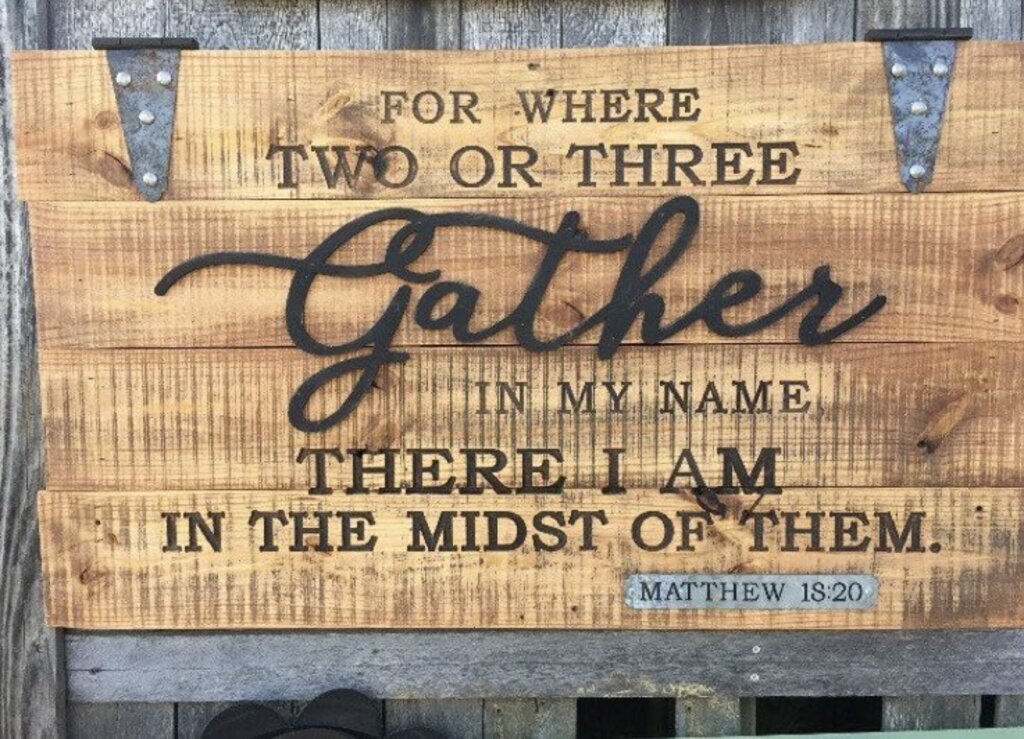 FOR WHERE
TWO OR THREE
Gather
IN MY NAME,
THERE I AM
IN THE MIDST OF THEM.
MATTHEW 18:20